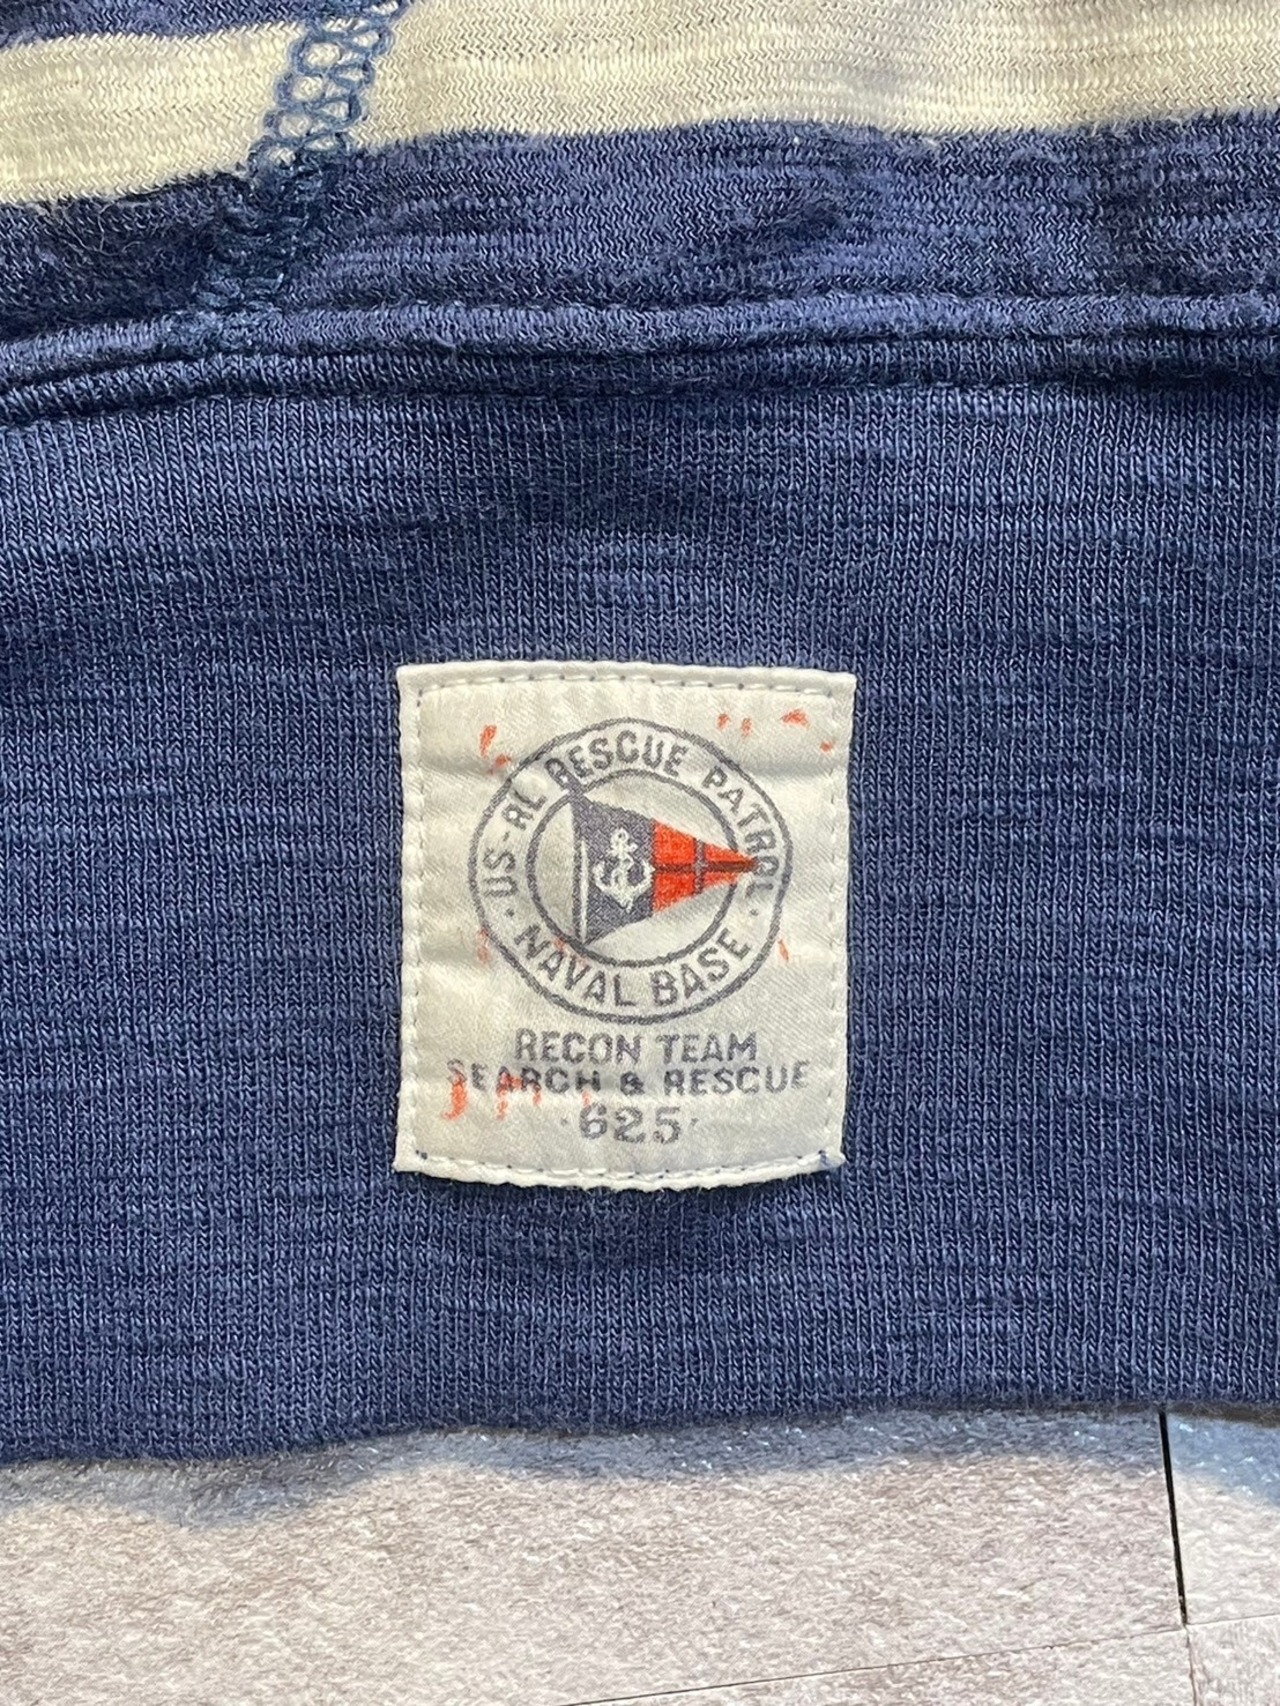 US-RL RESCUE PATROL
NAVAL BASE
RECON TEAM
SEARCH & RESCUE
·625·